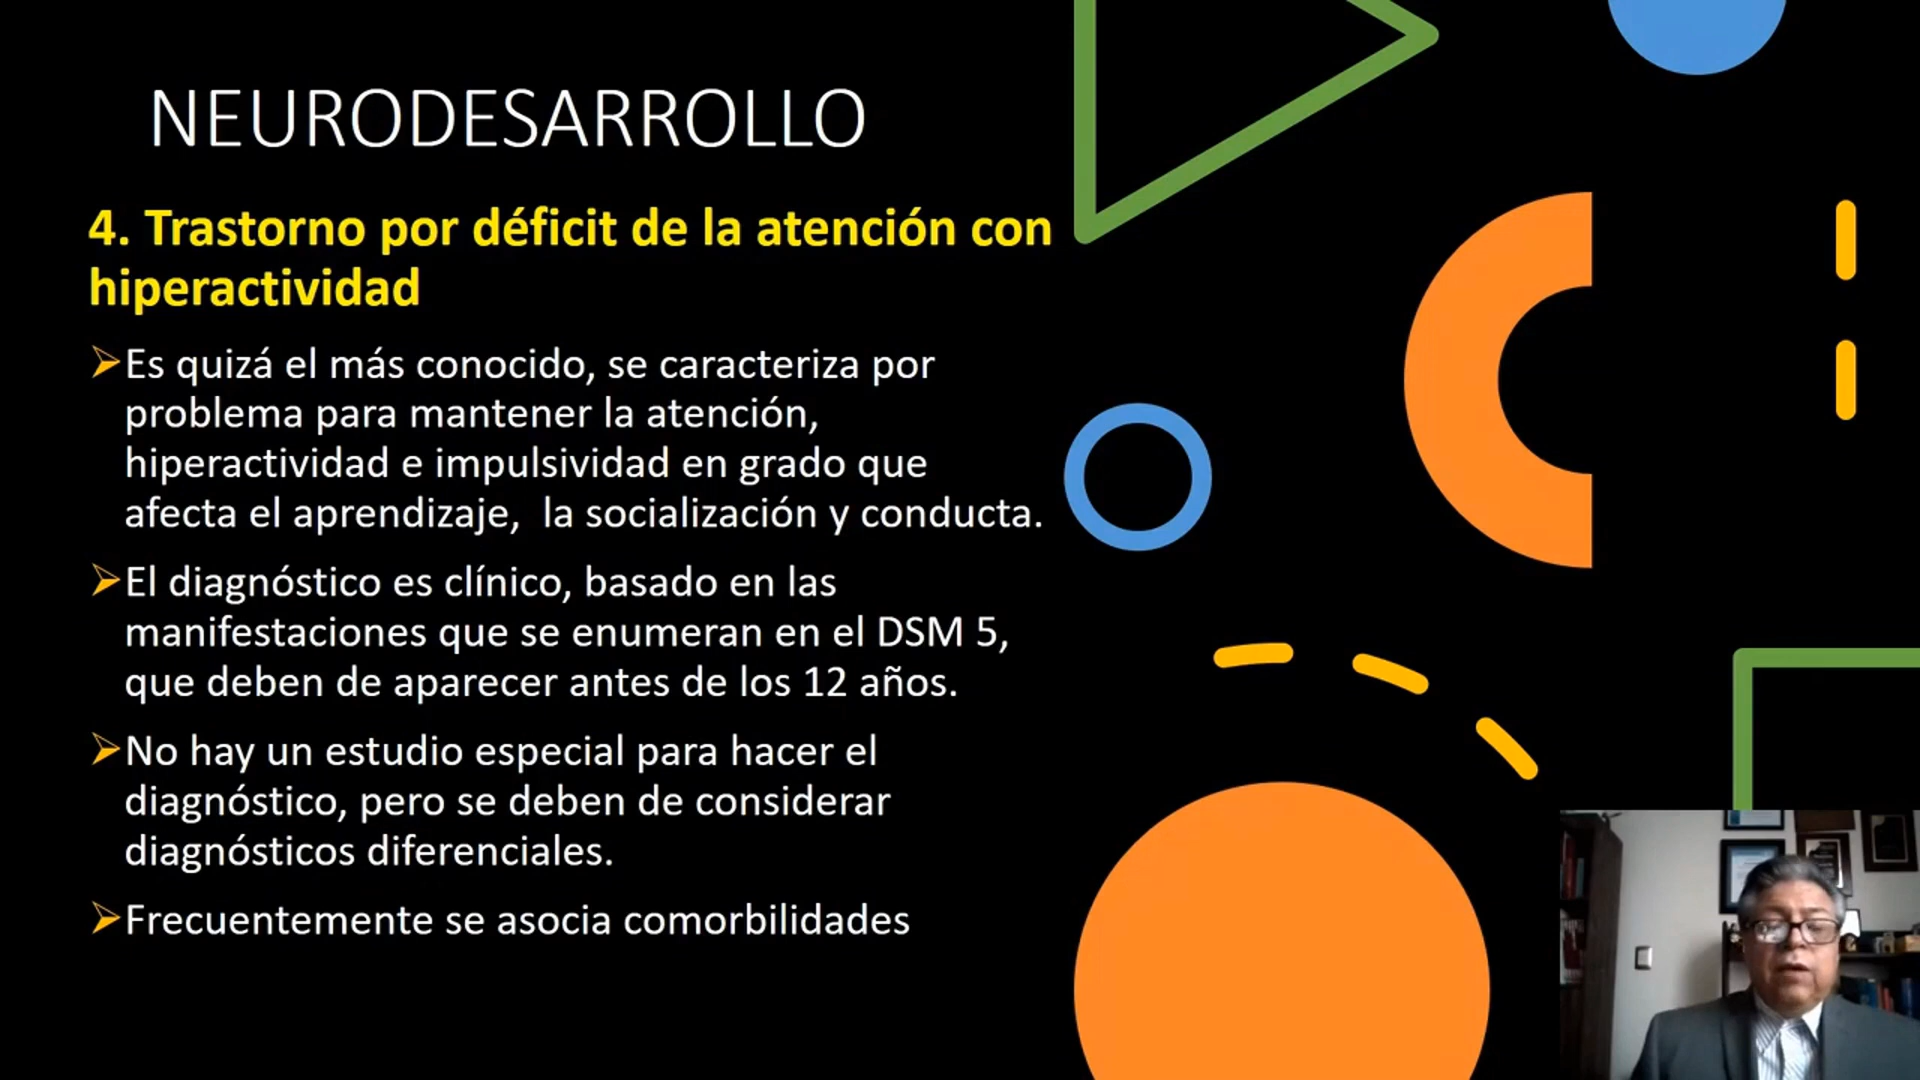 NEURODESARROLLO
4. Trastorno por déficit de la atención con
hiperactividad
Es quizá el más conocido, se caracteriza por
problema para mantener la atención,
hiperactividad e impulsividad en grado que
afecta el aprendizaje, la socialización y conducta.
El diagnóstico es clínico, basado en las
manifestaciones que se enumeran en el DSM 5,
que deben de aparecer antes de los 12 años.
No hay un estudio especial para hacer el
diagnóstico, pero se deben de considerar
diagnósticos diferenciales.
Frecuentemente se asocia comorbilidades